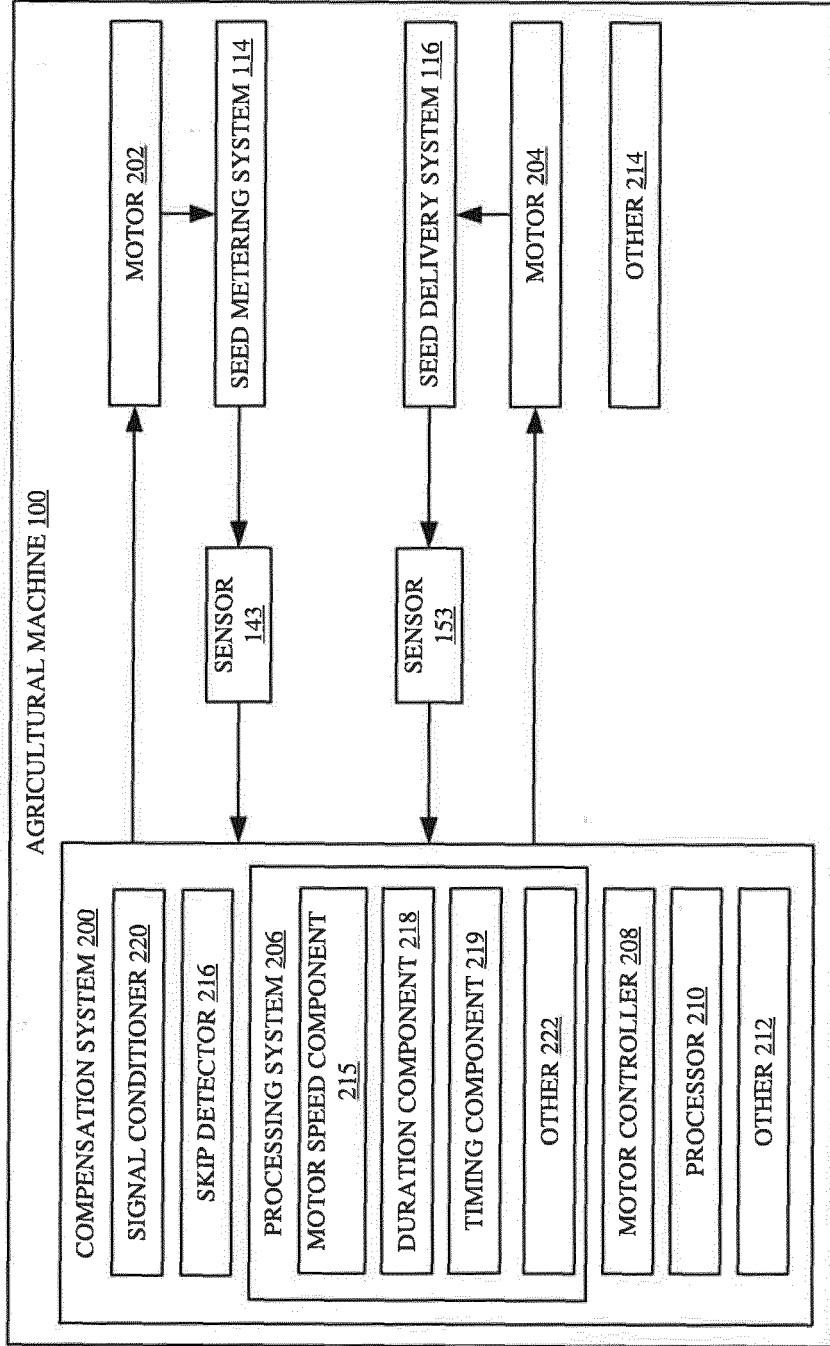 AGRICULTURAL MACHINE 100
COMPENSATION SYSTEM 200
SIGNAL CONDITIONER 220
SKIP DETECTOR 216
PROCESSING SYSTEM 206
MOTOR SPEED COMPONENT
215
DURATION COMPONENT 218
TIMING COMPONENT 219
OTHER 222
MOTOR CONTROLLER 208
PROCESSOR 210
OTHER 212
SENSOR
143
SENSOR
153
MOTOR 202
SEED METERING SYSTEM 114
SEED DELIVERY SYSTEM 116
MOTOR 204
OTHER 214